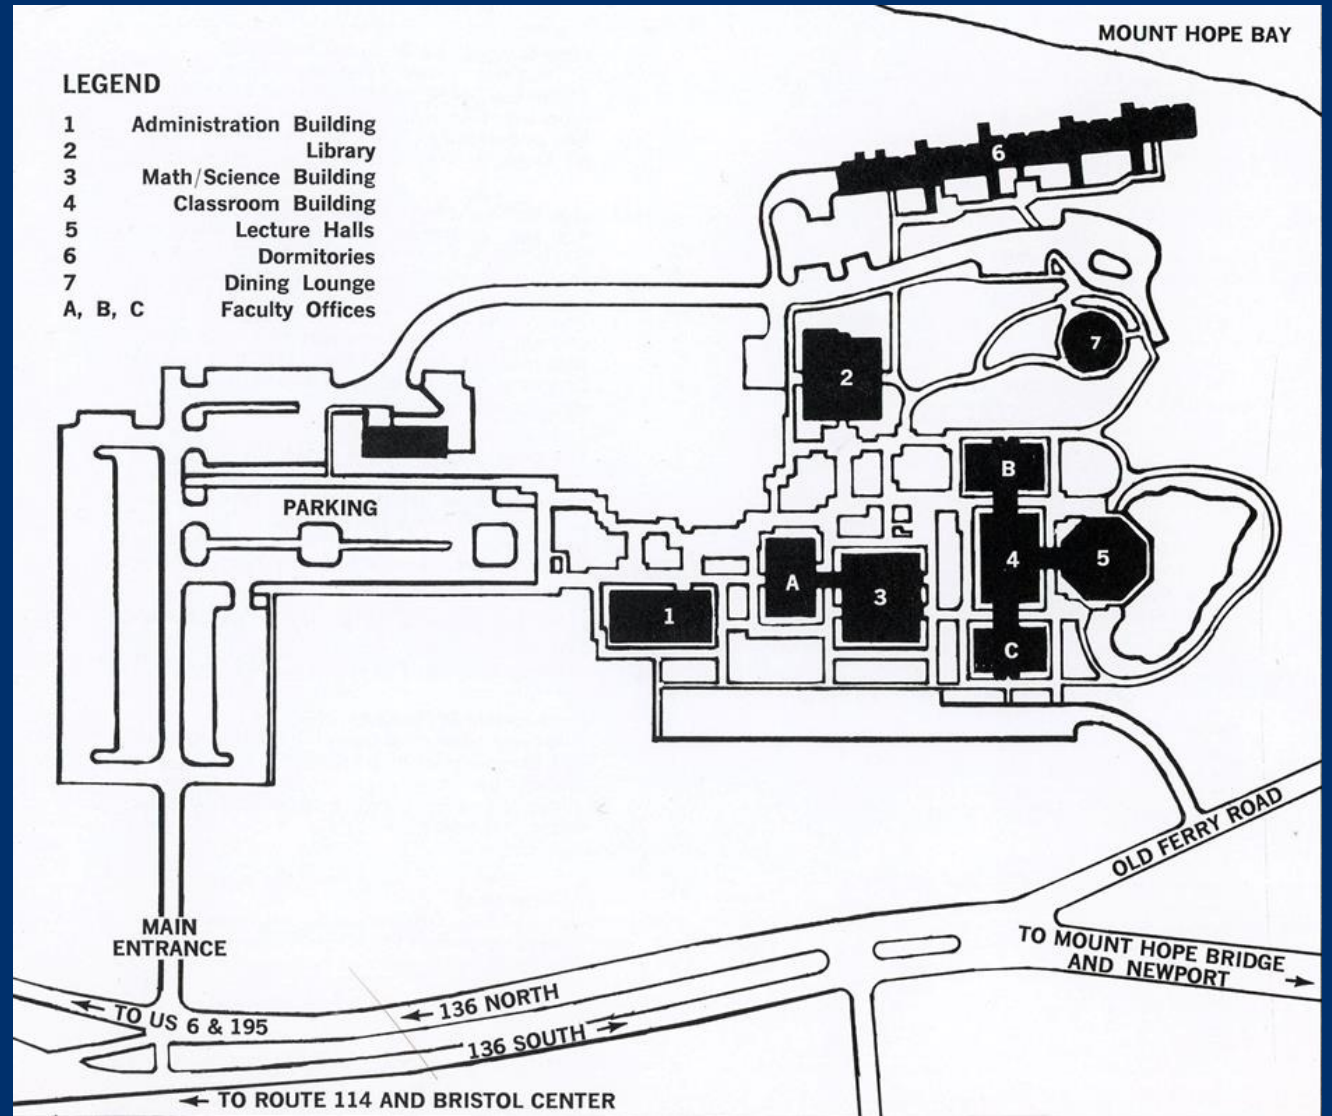 MOUNT HOPE BAY
LEGEND
1 Administration Building
2 Library
3 Math/Science Building
4 Classroom Building
5 Lecture Halls
6 Dormitories
7 Dining Lounge
A, B, C Faculty Offices
6
7
2
B
PARKING
4
5
A
3
1
C
OLD FERRY ROAD
MAIN
ENTRANCE
TO MOUNT HOPE BRIDGE
AND NEWPORT
136 NORTH
TO US 6 & 195
136 SOUTH
TO ROUTE 114 AND BRISTOL CENTER